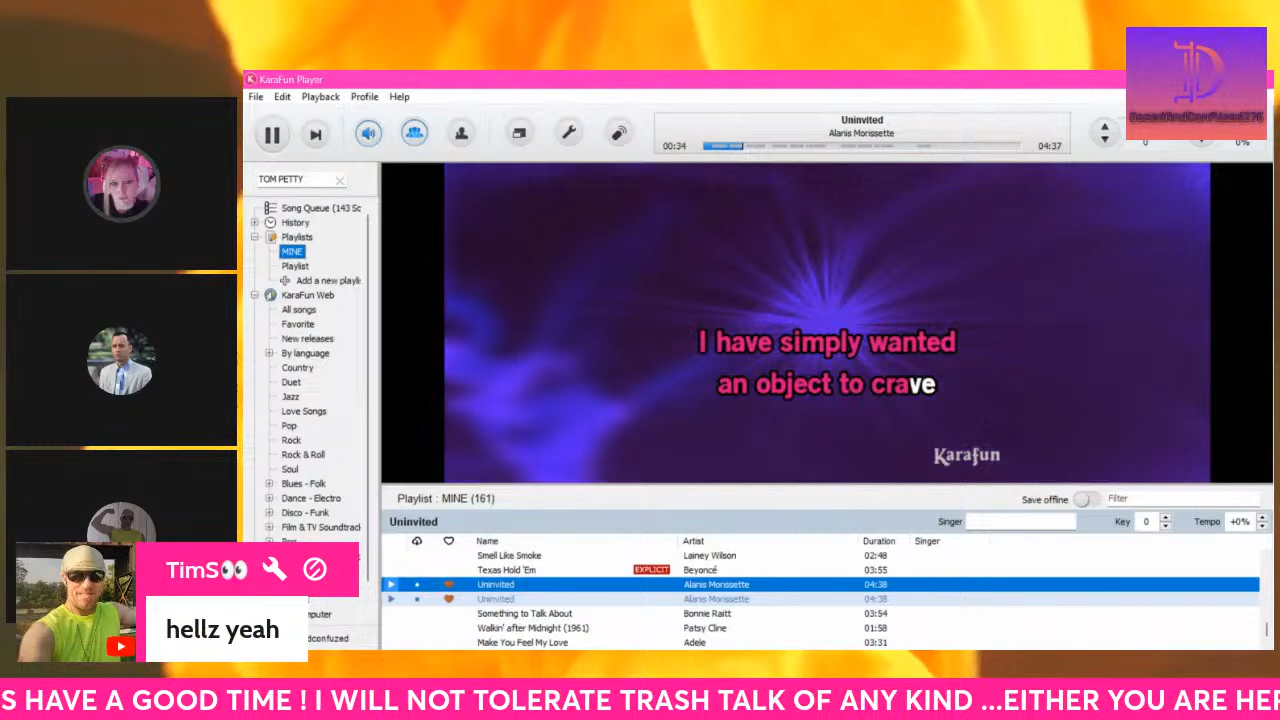 KaraFun Player
File Edit Playback Profile Help
Uninvited
Alanis Morissette
00:34
04:37
0
0%
TOM PETTY
Song Queue (143 Sc
History
Playlists
MINE
Playlist
Add a new playli
KaraFun Web
All songs
Favorite
New releases
By language
Country
Duet
Jazz
Love Songs
Pop
Rock
Rock & Roll
Soul
Blues - Folk
Dance - Electro
Disco - Funk
Film & TV Soundtrac
mputer
dconfuzed
I have simply wanted
an object to crave
Karafun
Playlist : MINE (161)
Save offline
Filter
Uninvited
Singer
Key 0
Tempo +0%
Name Artist Duration Singer
Smell Like Smoke Lainey Wilson 02:48
Texas Hold 'Em EXPLICIT Beyoncé 03:55
Uninvited Alanis Morissette 04:38
Uninvited Alanis Morissette 04:38
Something to Talk About Bonnie Raitt 03:54
Walkin' after Midnight (1961) Patsy Cline 01:58
Make You Feel My Love Adele 03:31
TimS👀
hellz yeah
S HAVE A GOOD TIME ! I WILL NOT TOLERATE TRASH TALK OF ANY KIND ...EITHER YOU ARE HER